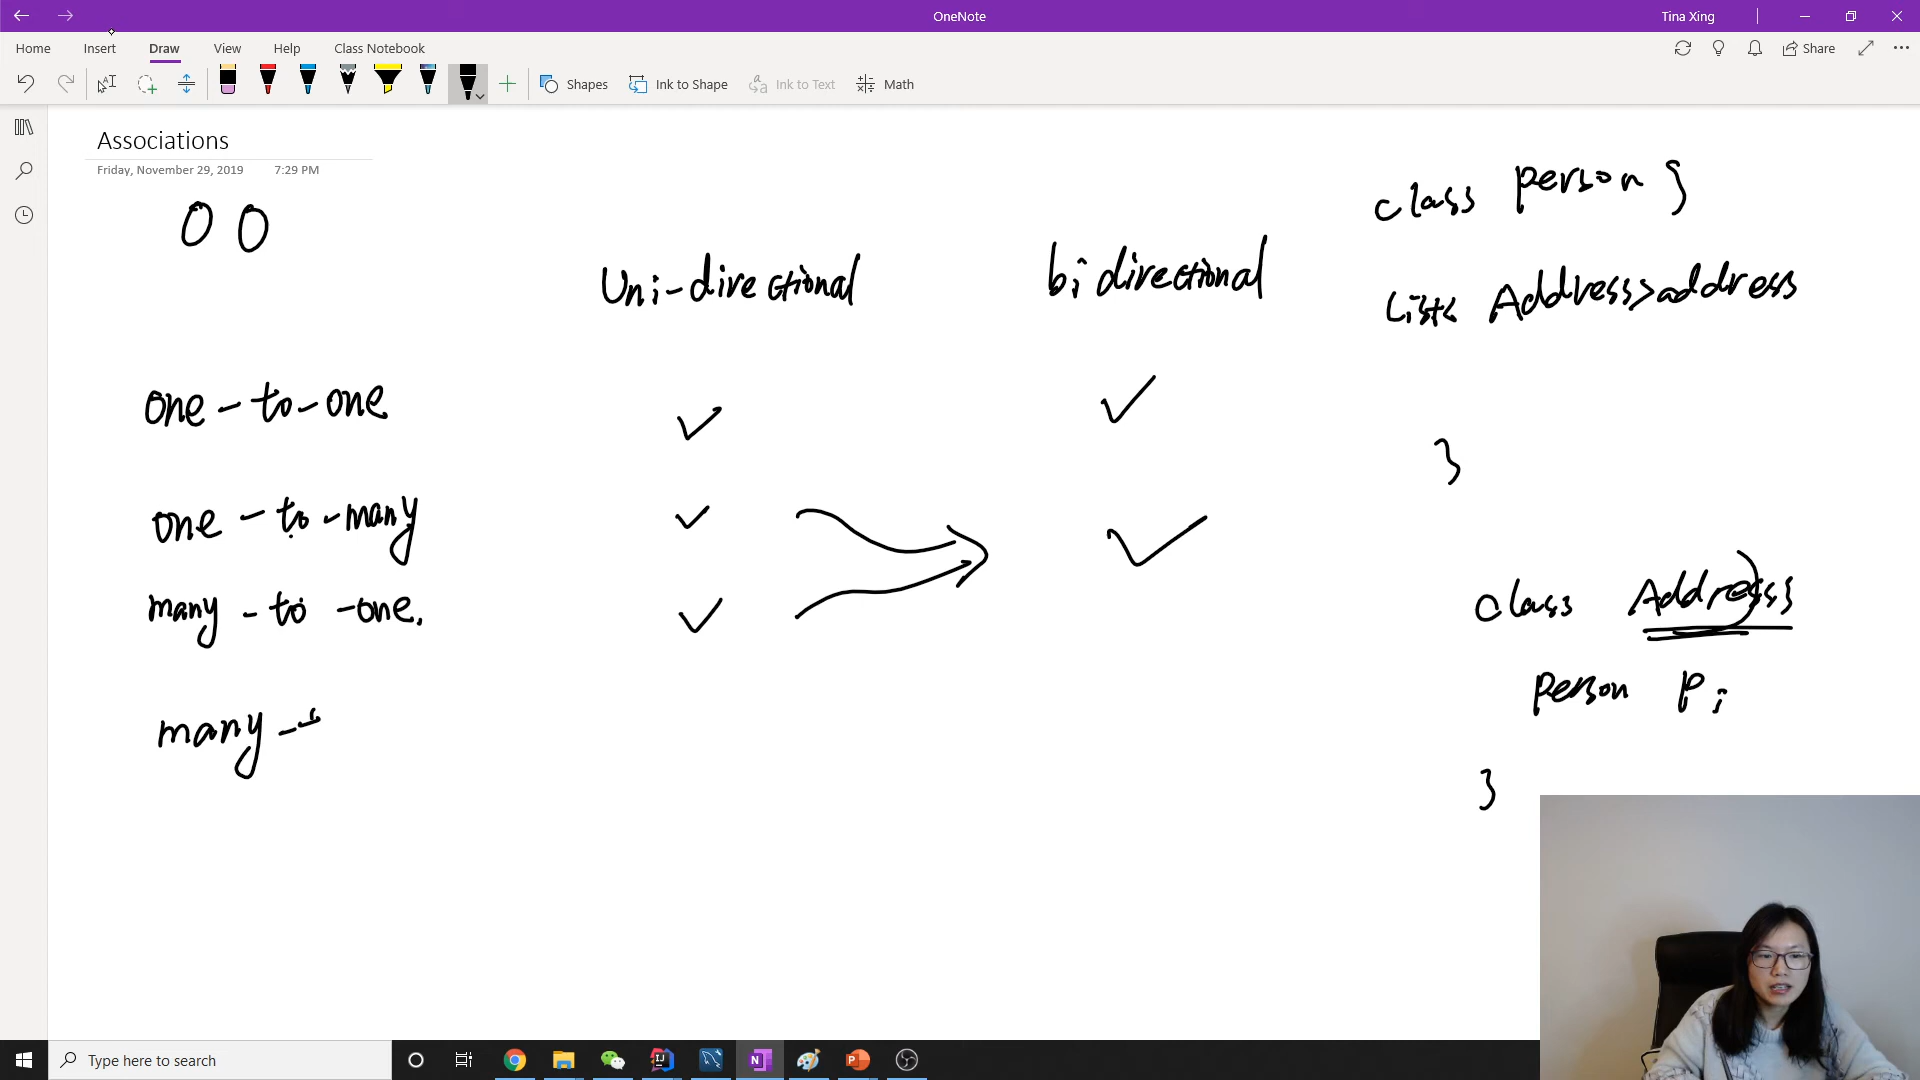 OneNote
Tina Xing
Home Insert Draw View Help Class Notebook
Share
Shapes Ink to Shape Ink to Text Math
Associations
Friday, November 29, 2019 7:29 PM
OO
class person {
Uni-directional bidirectional
List< Address>address
one-to-one
}
one-to-many
many-to-one.
class Address
person P;
many-t
}
Type here to search